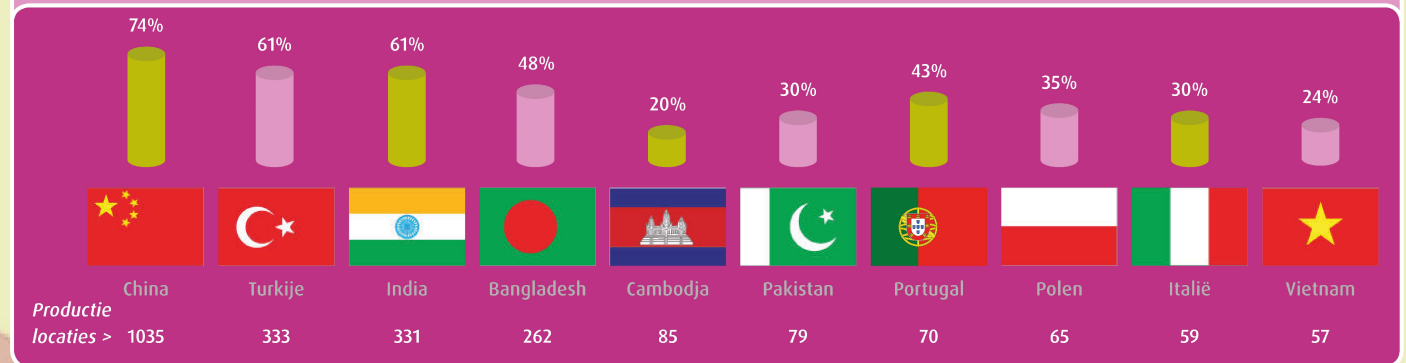 74% 61% 61% 48% 20% 30% 43% 35% 30% 24%
China Turkije India Bangladesh Cambodja Pakistan Portugal Polen Italië Vietnam
Productie
locaties > 1035 333 331 262 85 79 70 65 59 57